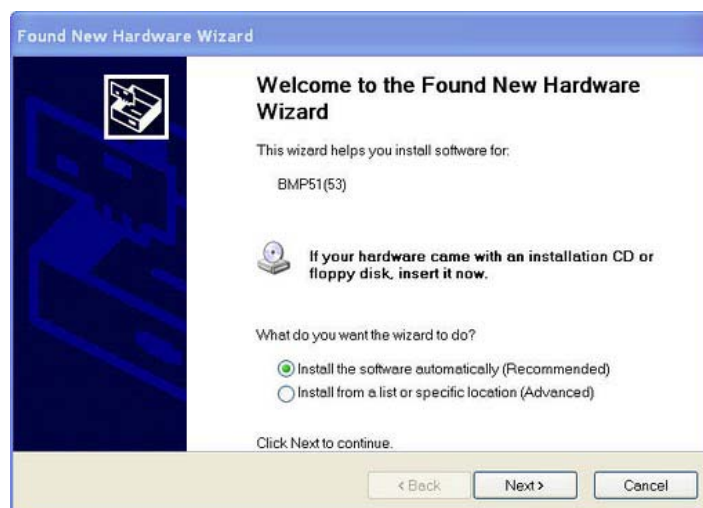 Found New Hardware Wizard
Welcome to the Found New Hardware
Wizard
This wizard helps you install software for:
BMP51(53)
If your hardware came with an installation CD or
floppy disk, insert it now.
What do you want the wizard to do?
Install the software automatically (Recommended)
Install from a list or specific location (Advanced)
Click Next to continue.
< Back Next > Cancel